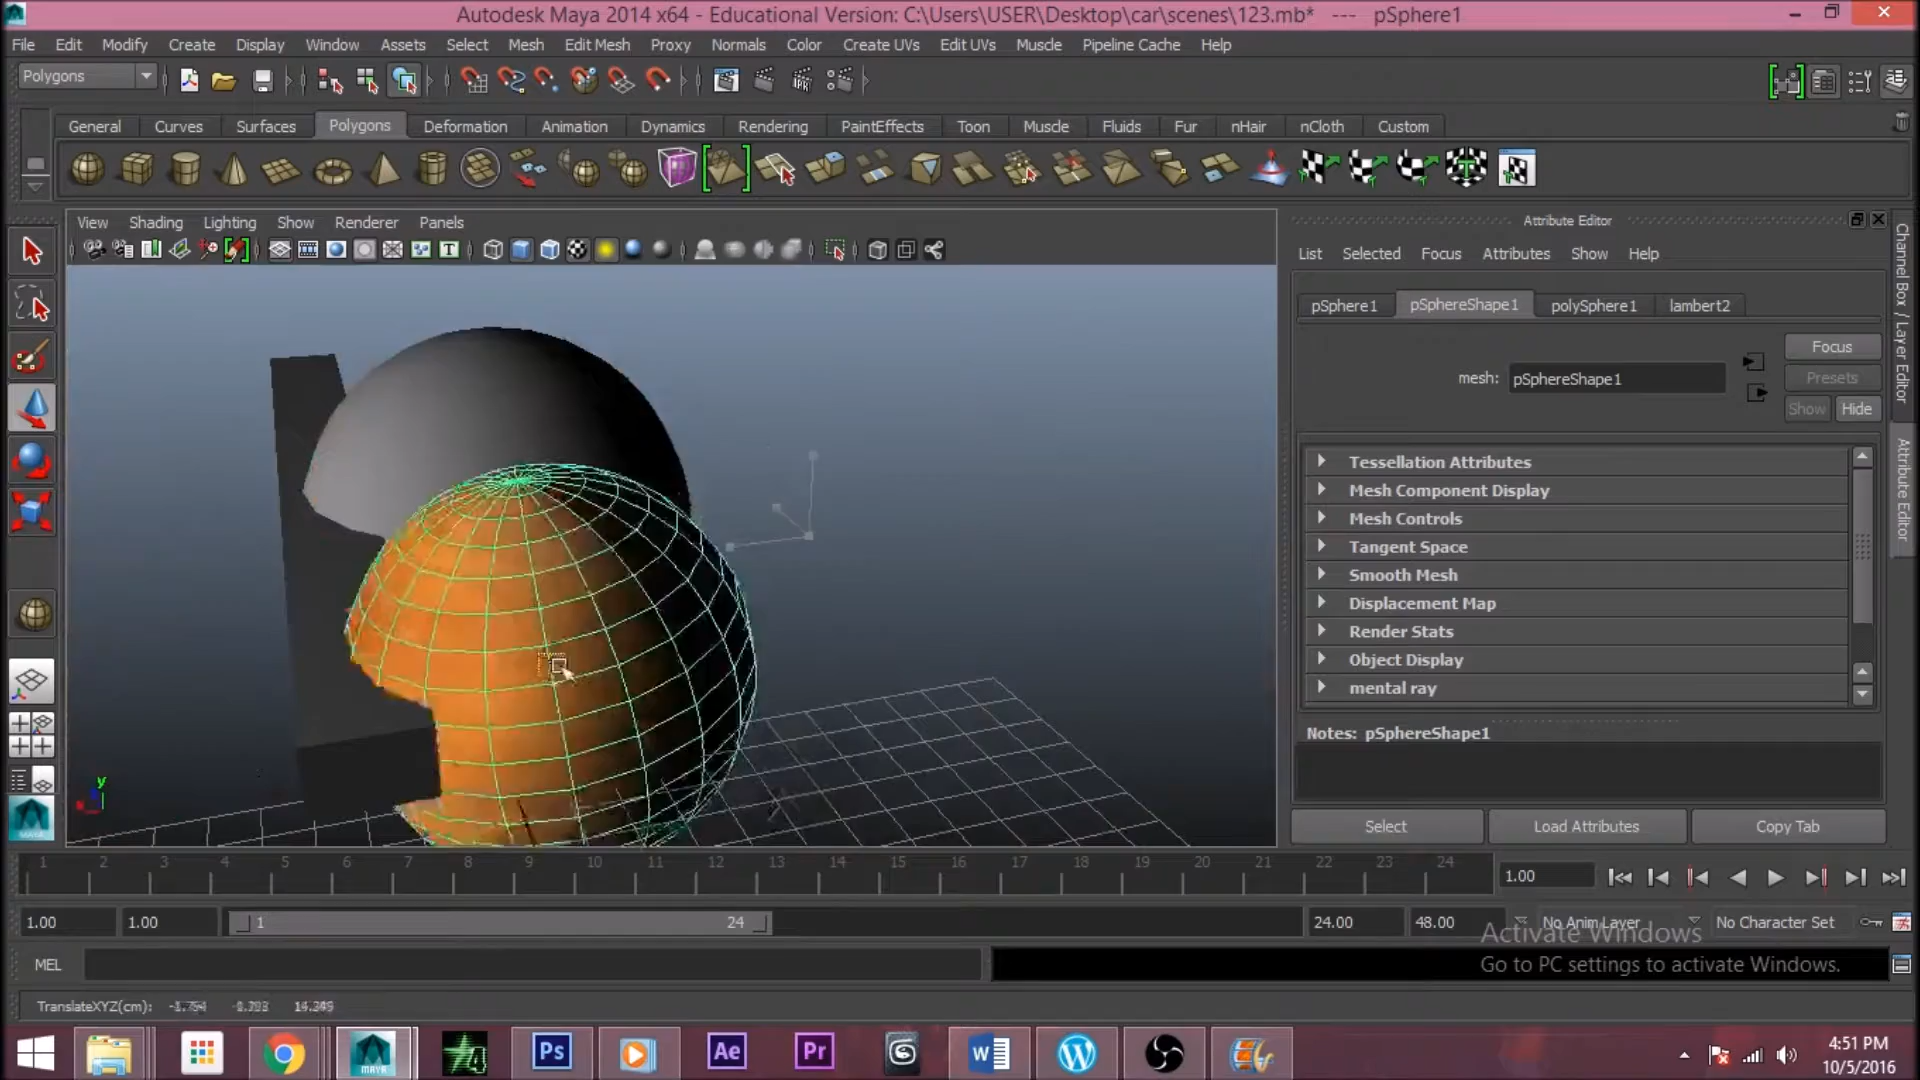 Autodesk Maya 2014 x64 - Educational Version: C:\Users\USER\Desktop\car\scenes\123.mb* --- pSphere1
File Edit Modify Create Display Window Assets Select Mesh Edit Mesh Proxy Normals Color Create UVs Edit UVs Muscle Pipeline Cache Help
Polygons
General Curves Surfaces Polygons Deformation Animation Dynamics Rendering PaintEffects Toon Muscle Fluids Fur nHair nCloth Custom
View Shading Lighting Show Renderer Panels
Attribute Editor
List Selected Focus Attributes Show Help
pSphere1 pSphereShape1 polySphere1 lambert2
Focus
mesh: pSphereShape1
Presets
Show Hide
Tessellation Attributes
Mesh Component Display
Mesh Controls
Tangent Space
Smooth Mesh
Displacement Map
Render Stats
Object Display
mental ray
Notes: pSphereShape1
Select Load Attributes Copy Tab
Channel Box / Layer Editor
Attribute Editor
y
1 2 3 4 5 6 7 8 9 10 11 12 13 14 15 16 17 18 19 20 21 22 23 24
1.00
1.00 1.00 1 24 24.00 48.00 No Anim Layer No Character Set
Activate Windows
Go to PC settings to activate Windows.
MEL
TranslateXYZ(cm):
MAYA
Ps Ae Pr
4:51 PM
10/5/2016